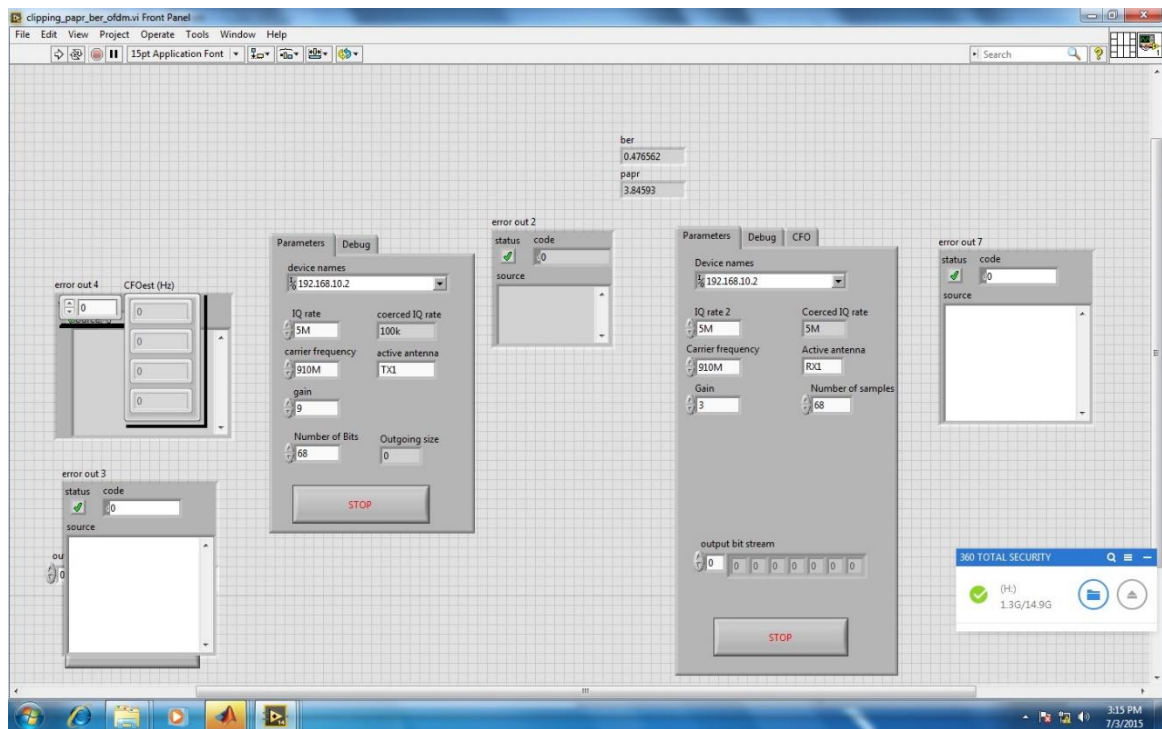 clipping_papr_ber_ofdm.vi Front Panel
File Edit View Project Operate Tools Window Help
15pt Application Font
Search
ber
0.476562
papr
3.84593
error out 4
CFOest (Hz)
0
0
0
0
0
error out 3
status code
0
source
ou
0
Parameters Debug
device names
192.168.10.2
IQ rate coerced IQ rate
5M 100k
carrier frequency active antenna
910M TX1
gain
9
Number of Bits Outgoing size
68 0
STOP
error out 2
status code
0
source
Parameters Debug CFO
Device names
192.168.10.2
IQ rate 2 Coerced IQ rate
5M 5M
Carrier frequency Active antenna
910M RX1
Gain Number of samples
3 68
output bit stream
0 0 0 0 0 0 0 0
STOP
error out 7
status code
0
source
360 TOTAL SECURITY
(H:)
1.3G/14.9G
3:15 PM
7/3/2015